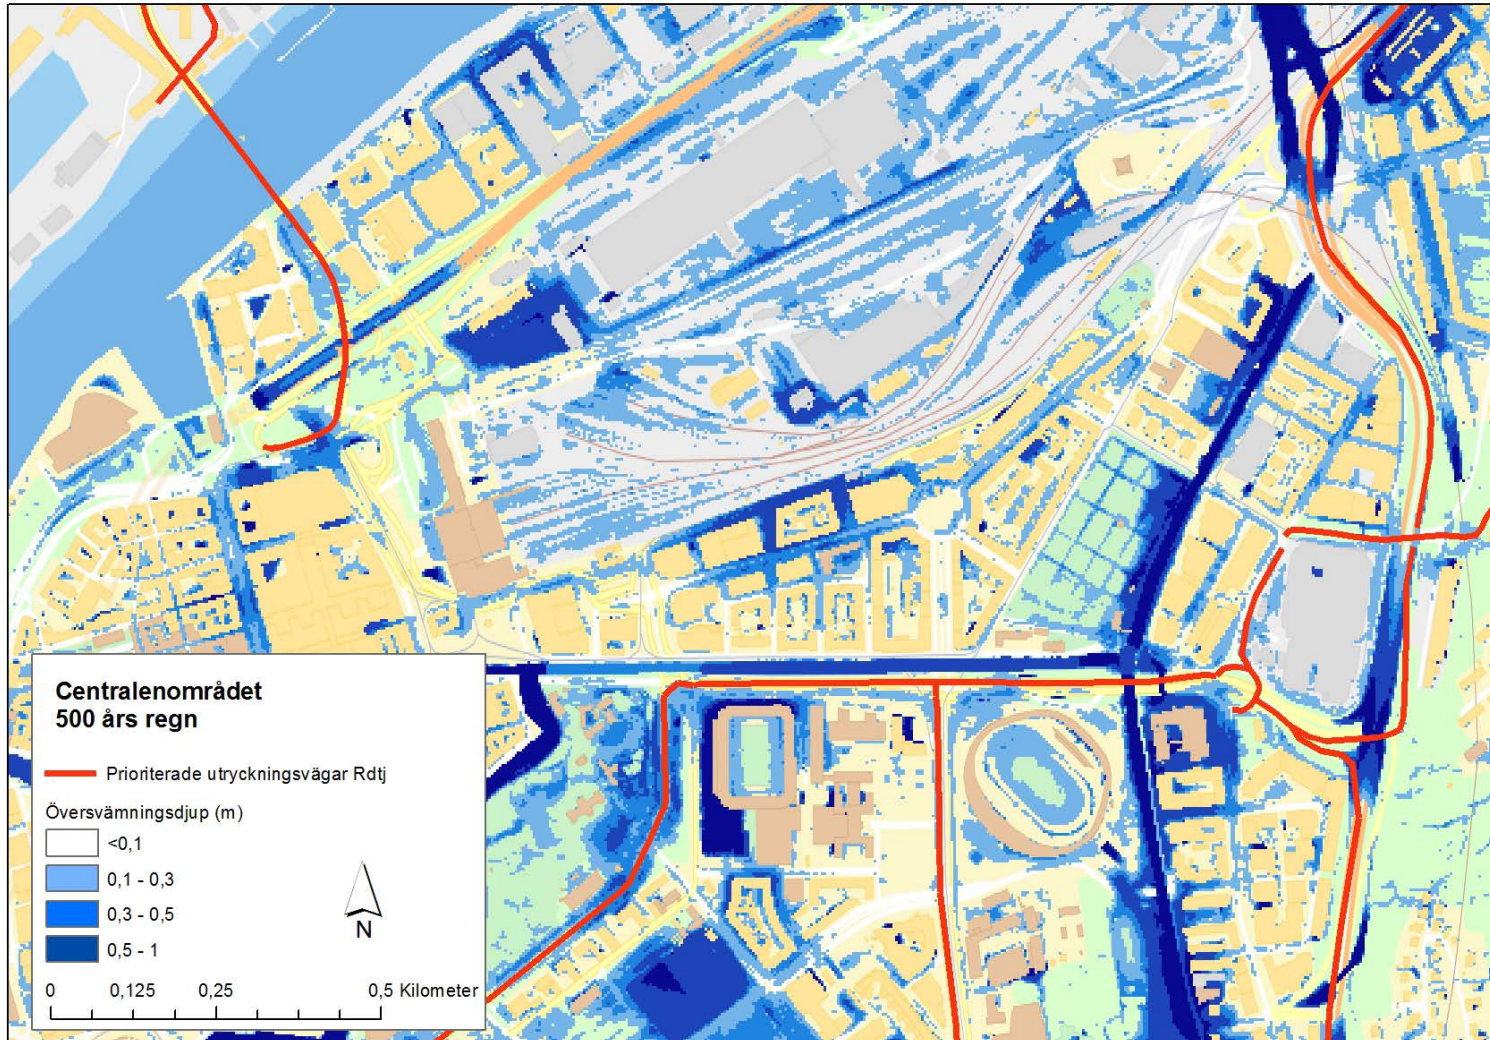 Centralenområdet
500 års regn
Prioriterade utryckningsvägar Rdtj
Översvämningsdjup (m)
<0,1
0,1 - 0,3
0,3 - 0,5
0,5 - 1
N
0 0,125 0,25 0,5 Kilometer